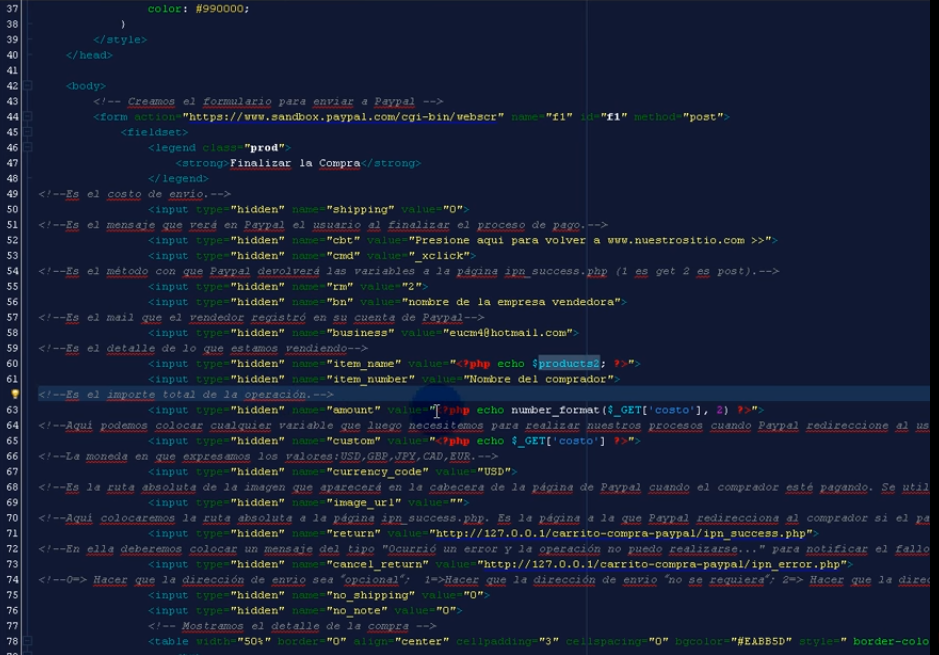 37 color: #990000;
38 )
39 </style>
40 </head>
41
42 <body>
43 <!-- Creamos el formulario para enviar a Paypal -->
44 <form action="https://www.sandbox.paypal.com/cgi-bin/webscr" name="f1" id="f1" method="post">
45 <fieldset>
46 <legend class="prod">
47 <strong>Finalizar la Compra</strong>
48 </legend>
49 <!--Es el costo de envio.-->
50 <input type="hidden" name="shipping" value="0">
51 <!--Es el mensaje que verá en Paypal el usuario al finalizar el proceso de pago.-->
52 <input type="hidden" name="cbt" value="Presione aqui para volver a www.nuestrositio.com >>">
53 <input type="hidden" name="cmd" value="_xclick">
54 <!--Es el método con que Paypal devolverá las variables a la página ipn_success.php (1 es get 2 es post).-->
55 <input type="hidden" name="rm" value="2">
56 <input type="hidden" name="bn" value="nombre de la empresa vendedora">
57 <!--Es el mail que el vendedor registró en su cuenta de Paypal-->
58 <input type="hidden" name="business" value="eucm4@hotmail.com">
59 <!--Es el detalle de lo que estamos vendiendo-->
60 <input type="hidden" name="item_name" value="<?php echo $products2; ?>">
61 <input type="hidden" name="item_number" value="Nombre del comprador">
<!--Es el importe total de la operación.-->
63 <input type="hidden" name="amount" value="<?php echo number_format($_GET['costo'], 2) ?>">
64 <!--Aquí podemos colocar cualquier variable que luego necesitemos para realizar nuestros procesos cuando Paypal redireccione al us
65 <input type="hidden" name="custom" value="<?php echo $_GET['costo'] ?>">
66 <!--La moneda en que expresamos los valores:USD,GBP,JPY,CAD,EUR.-->
67 <input type="hidden" name="currency_code" value="USD">
68 <!--Es la ruta absoluta de la imagen que aparecerá en la cabecera de la página de Paypal cuando el comprador esté pagando. Se util
69 <input type="hidden" name="image_url" value="">
70 <!--Aquí colocaremos la ruta absoluta a la página ipn_success.php. Es la página a la que Paypal redirecciona al comprador si el pa
71 <input type="hidden" name="return" value="http://127.0.0.1/carrito-compra-paypal/ipn_success.php">
72 <!--En ella deberemos colocar un mensaje del tipo "Ocurrió un error y la operación no puedo realizarse..." para notificar el fallo
73 <input type="hidden" name="cancel_return" value="http://127.0.0.1/carrito-compra-paypal/ipn_error.php">
74 <!--0=> Hacer que la dirección de envio sea "opcional"; 1=>Hacer que la dirección de envio "no se requiera"; 2=> Hacer que la direc
75 <input type="hidden" name="no_shipping" value="0">
76 <input type="hidden" name="no_note" value="0">
77 <!-- Mostramos el detalle de la compra -->
78 <table width="50%" border="0" align="center" cellpadding="3" cellspacing="0" bgcolor="#EABB5D" style=" border-colo